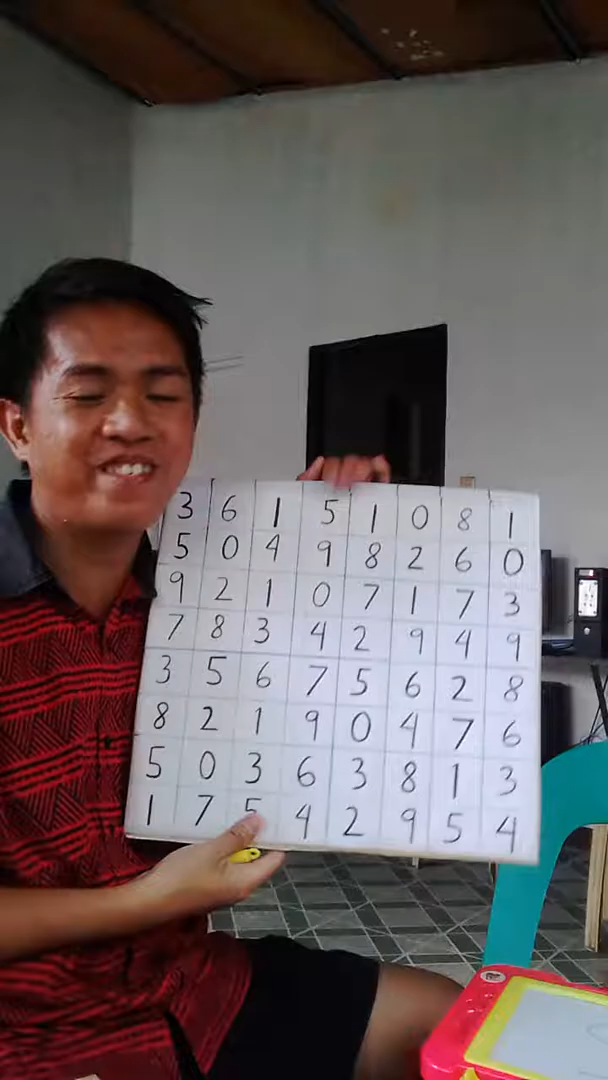 3 6 1 5 1 0 8 1
5 0 4 9 8 2 6 0
9 2 1 0 7 1 7 3
7 8 3 4 2 9 4 9
3 5 6 7 5 6 2 8
8 2 1 9 0 4 7 6
5 0 3 6 3 8 1 3
1 7 5 4 2 9 5 4